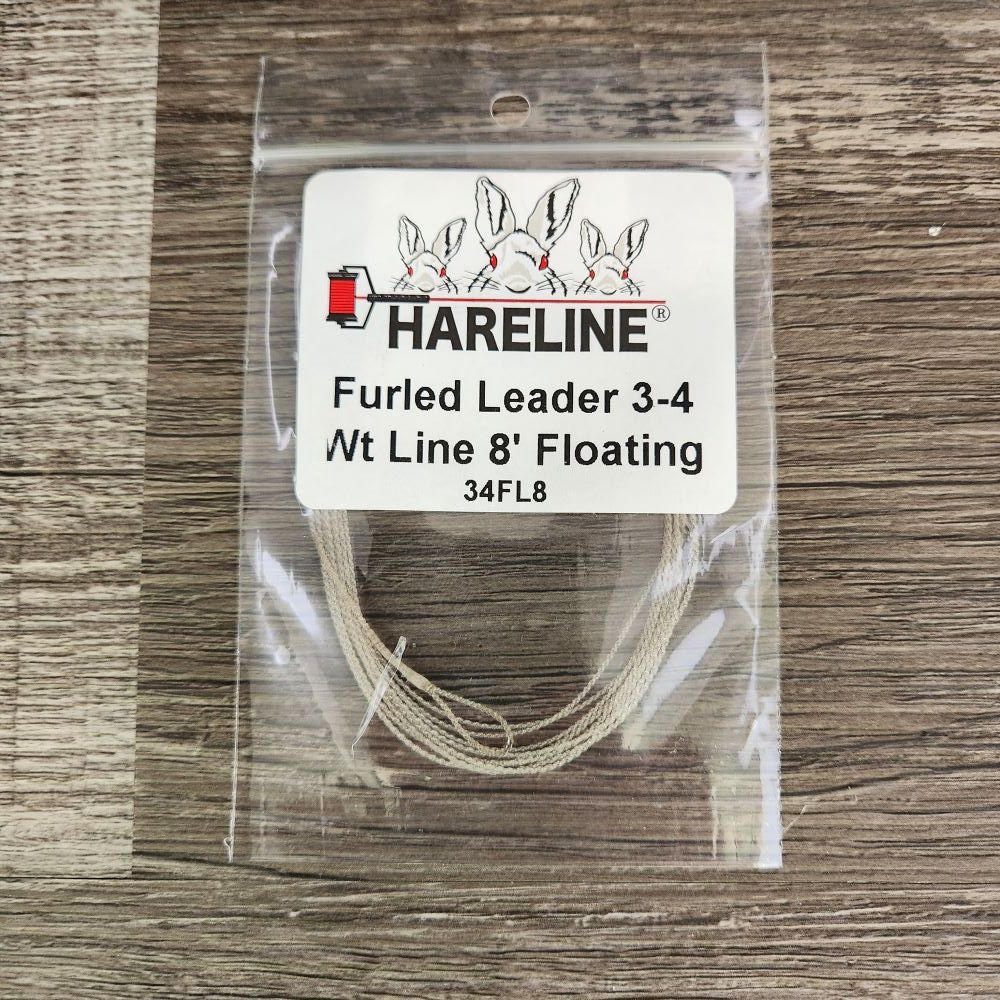 HARELINE®
Furled Leader 3-4
Wt Line 8' Floating
34FL8